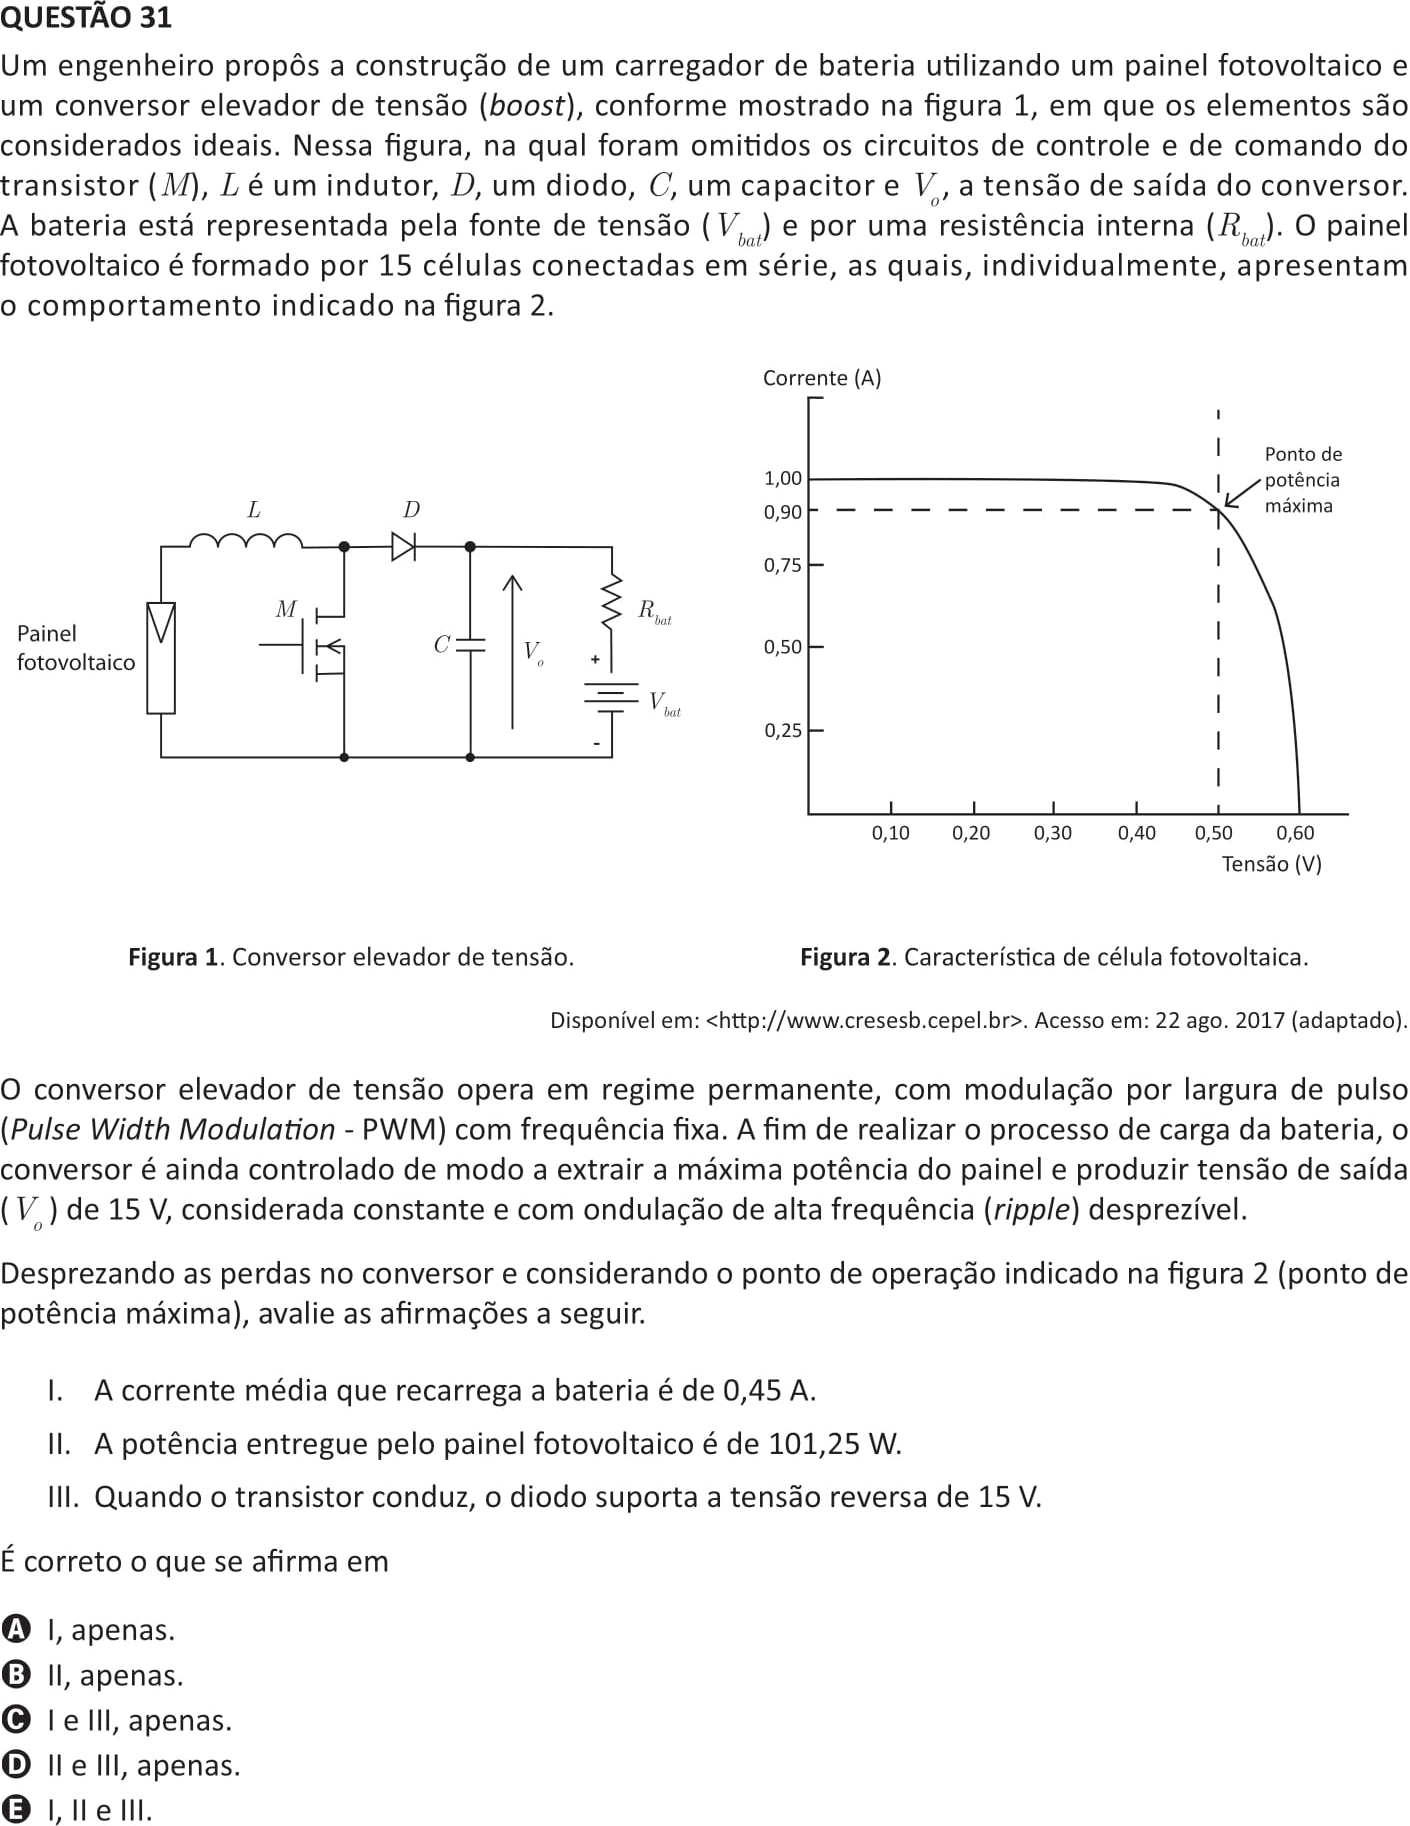 QUESTÃO 31
Um engenheiro propôs a construção de um carregador de bateria utilizando um painel fotovoltaico e
um conversor elevador de tensão (boost), conforme mostrado na figura 1, em que os elementos são
considerados ideais. Nessa figura, na qual foram omitidos os circuitos de controle e de comando do
transistor (M), L é um indutor, D, um diodo, C, um capacitor e V_o, a tensão de saída do conversor.
A bateria está representada pela fonte de tensão (V_bat) e por uma resistência interna (R_bat). O painel
fotovoltaico é formado por 15 células conectadas em série, as quais, individualmente, apresentam
o comportamento indicado na figura 2.
L
D
M
Painel
fotovoltaico
C
V_o
R_bat
+
V_bat
-
Corrente (A)
1,00
0,90
0,75
0,50
0,25
Ponto de
potência
máxima
0,10 0,20 0,30 0,40 0,50 0,60
Tensão (V)
Figura 1. Conversor elevador de tensão.
Figura 2. Característica de célula fotovoltaica.
Disponível em: <http://www.cresesb.cepel.br>. Acesso em: 22 ago. 2017 (adaptado).
O conversor elevador de tensão opera em regime permanente, com modulação por largura de pulso
(Pulse Width Modulation - PWM) com frequência fixa. A fim de realizar o processo de carga da bateria, o
conversor é ainda controlado de modo a extrair a máxima potência do painel e produzir tensão de saída
(V_o) de 15 V, considerada constante e com ondulação de alta frequência (ripple) desprezível.
Desprezando as perdas no conversor e considerando o ponto de operação indicado na figura 2 (ponto de
potência máxima), avalie as afirmações a seguir.
I. A corrente média que recarrega a bateria é de 0,45 A.
II. A potência entregue pelo painel fotovoltaico é de 101,25 W.
III. Quando o transistor conduz, o diodo suporta a tensão reversa de 15 V.
É correto o que se afirma em
A I, apenas.
B II, apenas.
C I e III, apenas.
D II e III, apenas.
E I, II e III.